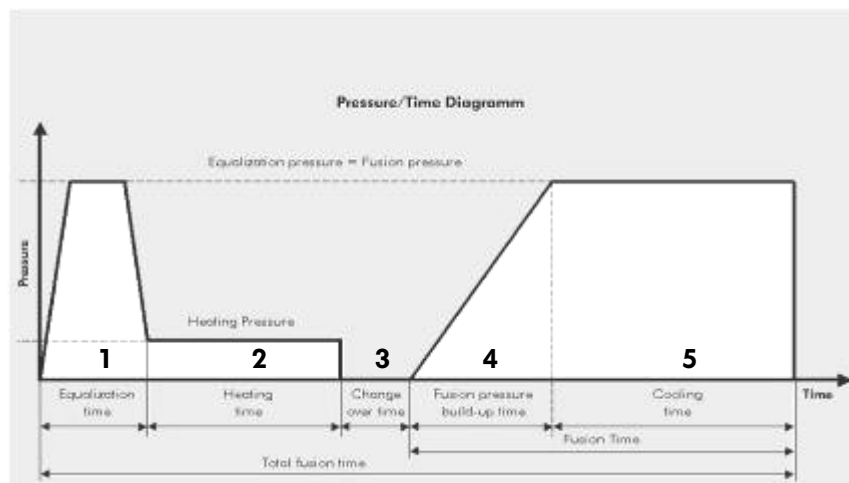 Pressure/Time Diagramm
Equalization pressure = Fusion pressure
Pressure
Heating Pressure
1 2 3 4 5
Equalization time
Heating time
Change over time
Fusion pressure build-up time
Cooling time
Time
Fusion Time
Total fusion time